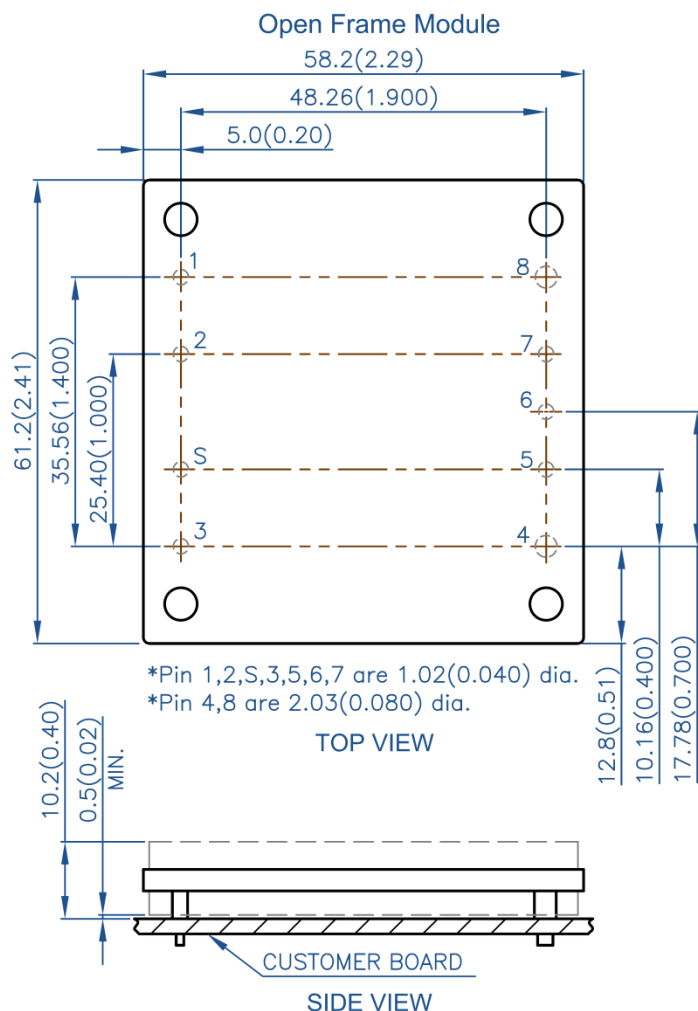 Open Frame Module
58.2(2.29)
48.26(1.900)
5.0(0.20)
61.2(2.41)
35.56(1.400)
25.40(1.000)
1
8
2
7
6
S
5
3
4
12.8(0.51)
10.16(0.400)
17.78(0.700)
*Pin 1,2,S,3,5,6,7 are 1.02(0.040) dia.
*Pin 4,8 are 2.03(0.080) dia.
TOP VIEW
10.2(0.40)
0.5(0.02)
MIN.
CUSTOMER BOARD
SIDE VIEW